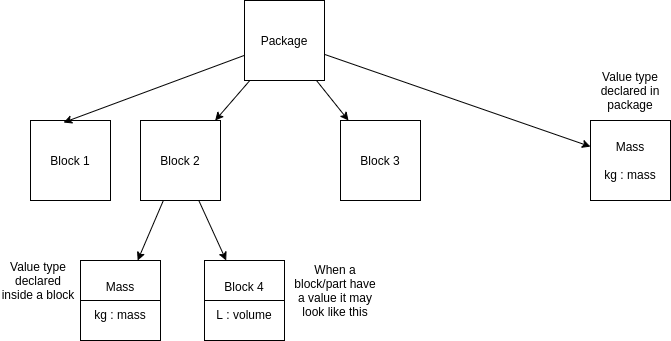 Package
Value type
declared in
package
Block 1
Block 2
Block 3
Mass
kg : mass
Value type
declared
inside a block
Mass
kg : mass
Block 4
L : volume
When a
block/part have
a value it may
look like this